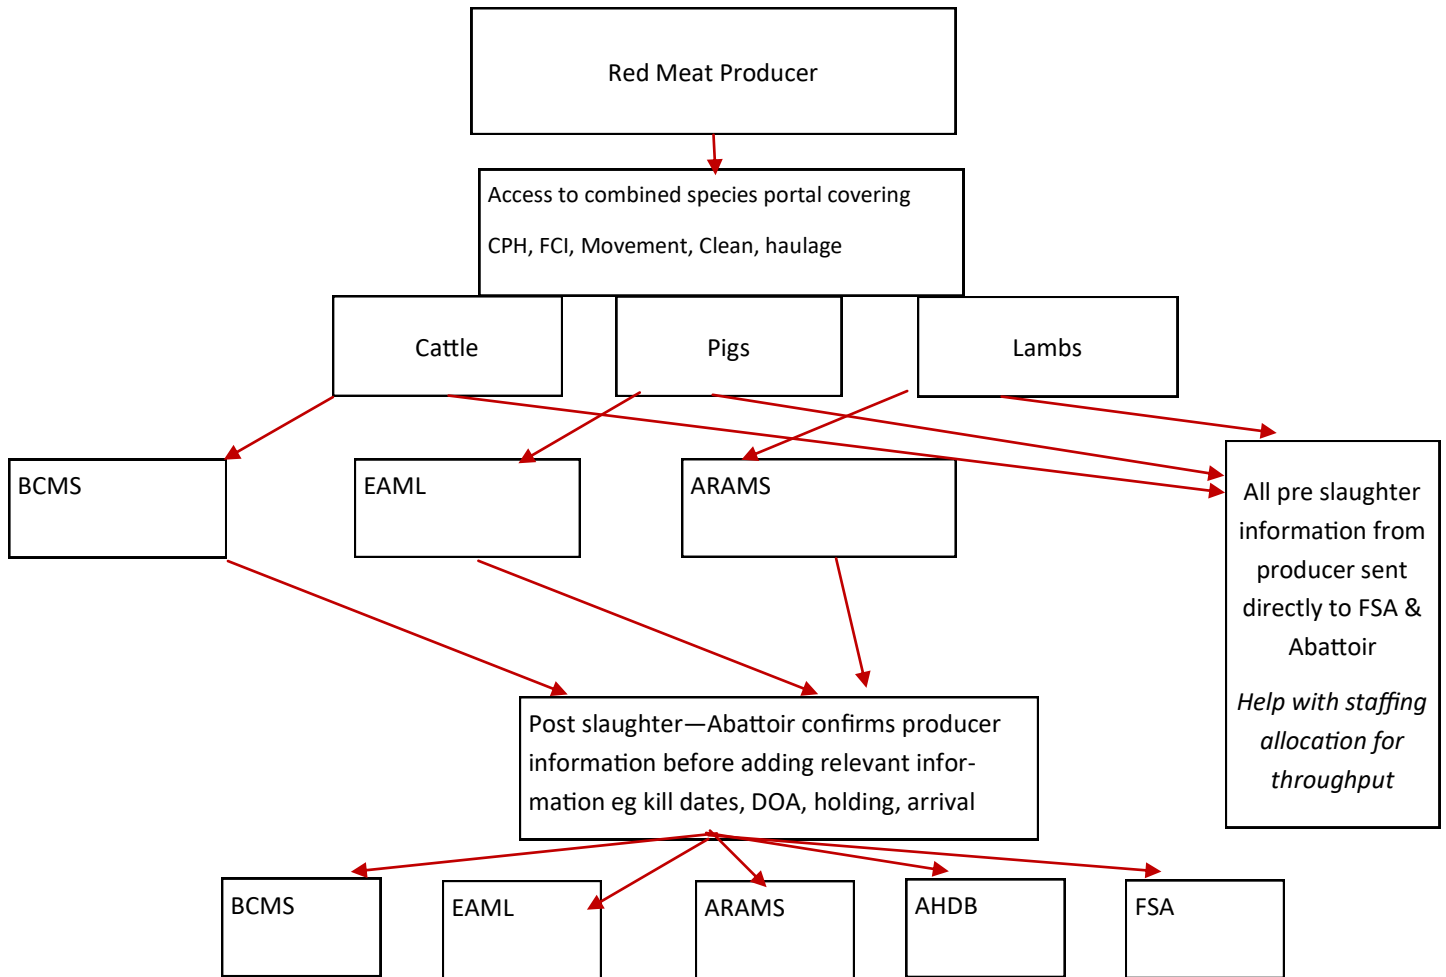 Red Meat Producer
Access to combined species portal covering
CPH, FCI, Movement, Clean, haulage
Cattle
Pigs
Lambs
BCMS
EAML
ARAMS
All pre slaughter
information from
producer sent
directly to FSA &
Abattoir
Help with staffing
allocation for
throughput
Post slaughter—Abattoir confirms producer
information before adding relevant infor-
mation eg kill dates, DOA, holding, arrival
BCMS
EAML
ARAMS
AHDB
FSA